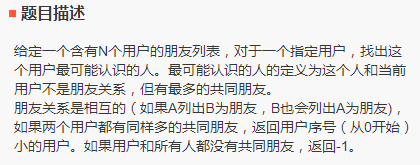 题目描述
给定一个含有N个用户的朋友列表，对于一个指定用户，找出这
个用户最可能认识的人。最可能认识的人的定义为这个人和当前
用户不是朋友关系，但有最多的共同朋友。
朋友关系是相互的（如果A列出B为朋友，B也会列出A为朋友)，
如果两个用户都有同样多的共同朋友，返回用户序号（从0开始）
小的用户。如果用户和所有人都没有共同朋友，返回-1。